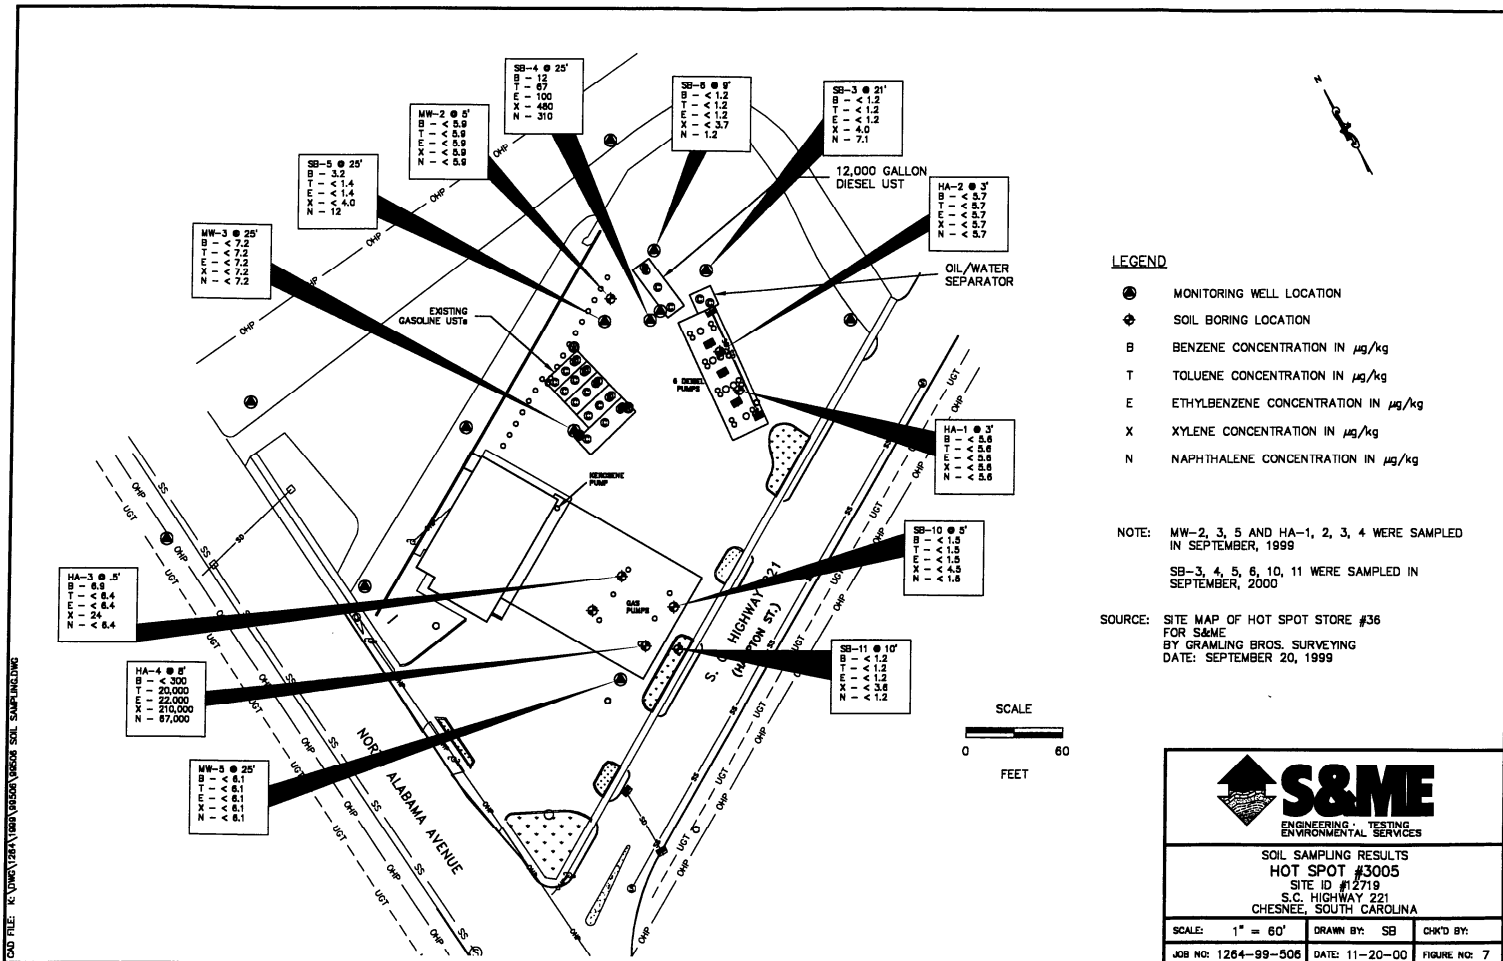 SB-4 @ 25'
B - 12
T - 67
E - 100
X - 480
N - 310
MW-2 @ 5'
B - < 5.9
T - < 5.9
E - < 5.9
X - < 5.9
N - < 5.9
SB-6 @ 9'
B - < 1.2
T - < 1.2
E - < 1.2
X - < 3.7
N - 1.2
SB-3 @ 21'
B - < 1.2
T - < 1.2
E - < 1.2
X - 4.0
N - 7.1
SB-5 @ 25'
B - 3.2
T - < 1.4
E - < 1.4
X - < 4.0
N - 12
HA-2 @ 3'
B - < 5.7
T - < 5.7
E - < 5.7
X - < 5.7
N - < 5.7
MW-3 @ 25'
B - < 7.2
T - < 7.2
E - < 7.2
X - < 7.2
N - < 7.2
12,000 GALLON
DIESEL UST
OIL/WATER
SEPARATOR
EXISTING
GASOLINE USTs
6 DIESEL
PUMPS
HA-1 @ 3'
B - < 5.6
T - < 5.6
E - < 5.6
X - < 5.6
N - < 5.6
KEROSENE
PUMP
SB-10 @ 5'
B - < 1.5
T - < 1.5
E - < 1.5
X - < 4.5
N - < 1.6
HA-3 @ .5'
B - 6.9
T - < 6.4
E - < 6.4
X - 24
N - < 6.4
GAS
PUMPS
SB-11 @ 10'
B - < 1.2
T - < 1.2
E - < 1.2
X - < 3.6
N - < 1.2
HA-4 @ 8'
B - < 300
T - 20,000
E - 22,000
X - 210,000
N - 67,000
MW-5 @ 25'
B - < 6.1
T - < 6.1
E - < 6.1
X - < 6.1
N - < 6.1
ALABAMA AVENUE
HIGHWAY 221
OHP
UGT
SS
SD
N
LEGEND
MONITORING WELL LOCATION
SOIL BORING LOCATION
B BENZENE CONCENTRATION IN µg/kg
T TOLUENE CONCENTRATION IN µg/kg
E ETHYLBENZENE CONCENTRATION IN µg/kg
X XYLENE CONCENTRATION IN µg/kg
N NAPHTHALENE CONCENTRATION IN µg/kg
NOTE: MW-2, 3, 5 AND HA-1, 2, 3, 4 WERE SAMPLED
IN SEPTEMBER, 1999
SB-3, 4, 5, 6, 10, 11 WERE SAMPLED IN
SEPTEMBER, 2000
SOURCE: SITE MAP OF HOT SPOT STORE #36
FOR S&ME
BY GRAMLING BROS. SURVEYING
DATE: SEPTEMBER 20, 1999
SCALE
0 60
FEET
S&ME
ENGINEERING · TESTING
ENVIRONMENTAL SERVICES
SOIL SAMPLING RESULTS
HOT SPOT #3005
SITE ID #12719
S.C. HIGHWAY 221
CHESNEE, SOUTH CAROLINA
SCALE: 1" = 60' DRAWN BY: SB CHK'D BY:
JOB NO: 1264-99-506 DATE: 11-20-00 FIGURE NO: 7
CAD FILE: K:\DWG\1264\1999\99506\99506 SOIL SAMPLING.DWG